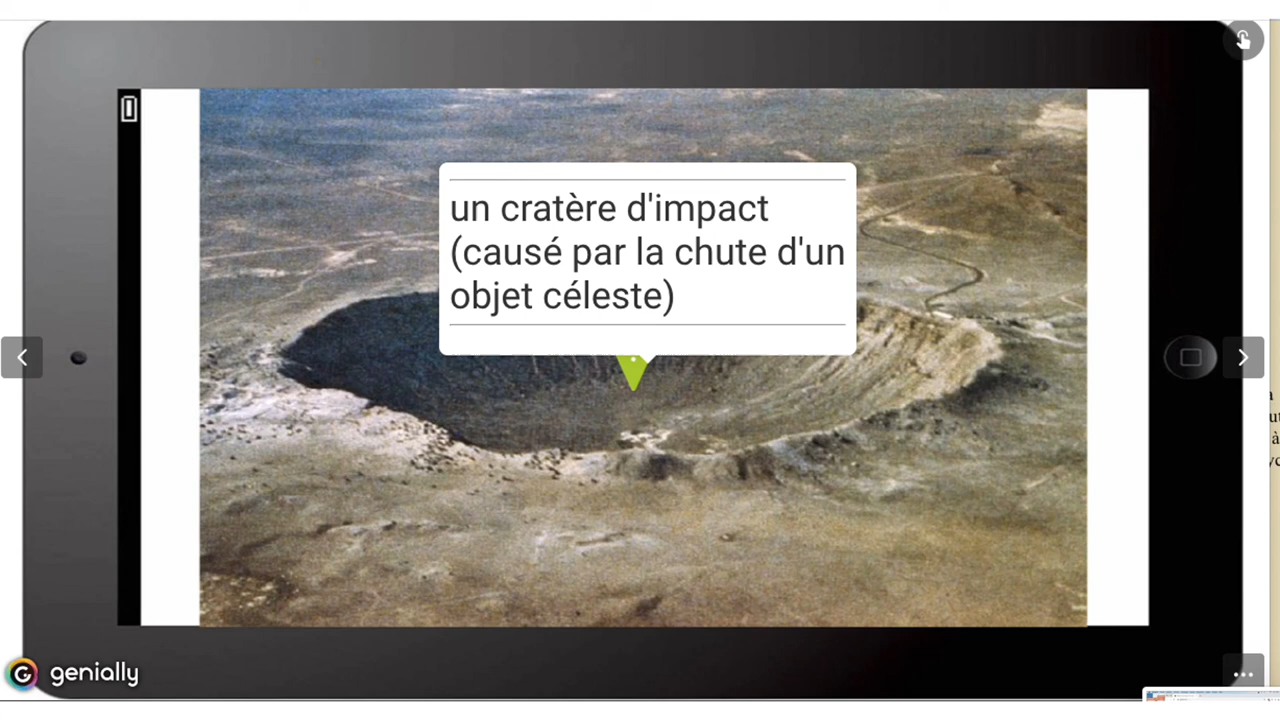 un cratère d'impact
(causé par la chute d'un
objet céleste)
genially